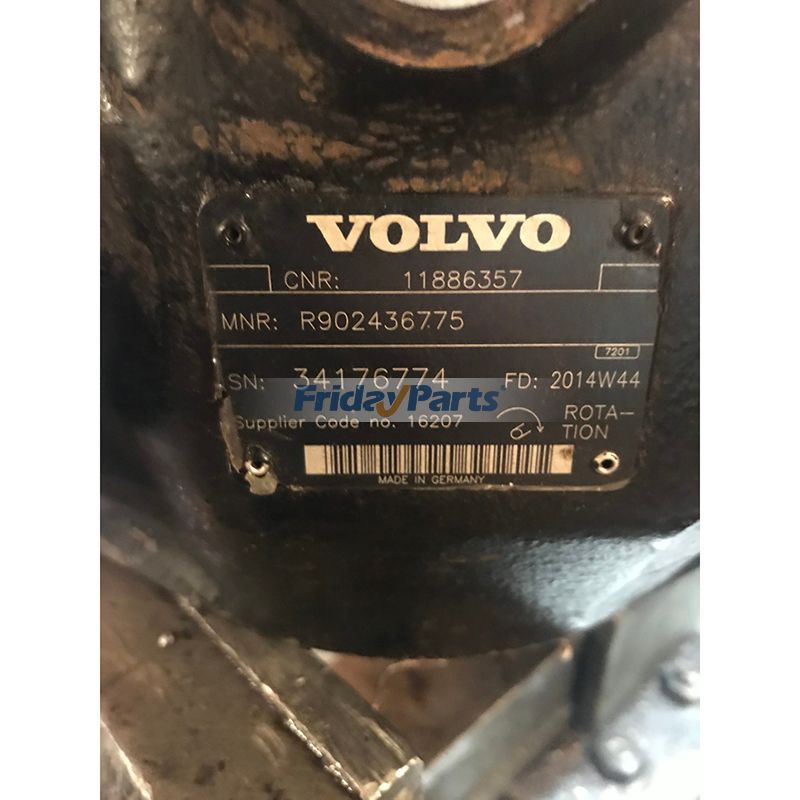 VOLVO
CNR: 11886357
MNR: R902436775
7201
SN: 34176774 FD: 2014W44
FridayParts
Supplier Code no. 16207 ROTA-
TION
MADE IN GERMANY